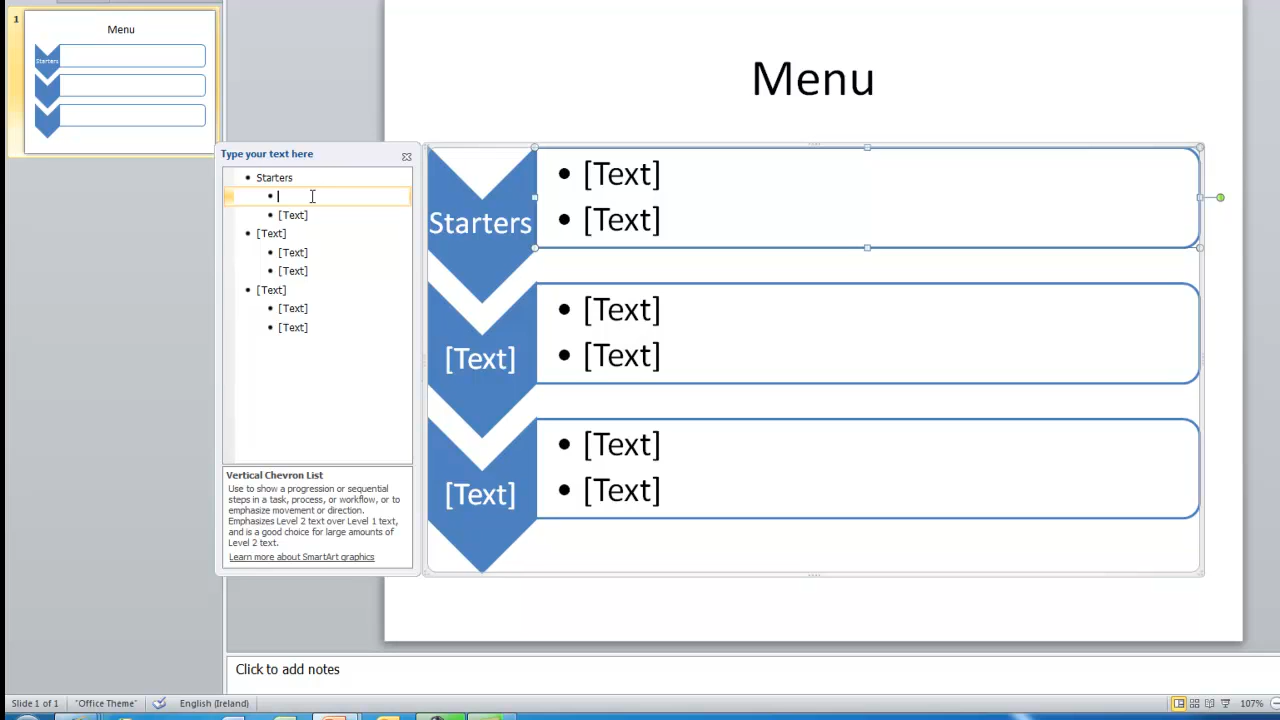 1
Menu
Starters
Menu
Type your text here
• Starters
•
• [Text]
• [Text]
• [Text]
• [Text]
• [Text]
• [Text]
• [Text]
Vertical Chevron List
Use to show a progression or sequential
steps in a task, process, or workflow, or to
emphasize movement or direction.
Emphasizes Level 2 text over Level 1 text,
and is a good choice for large amounts of
Level 2 text.
Learn more about SmartArt graphics
Starters
• [Text]
• [Text]
[Text]
• [Text]
• [Text]
[Text]
• [Text]
• [Text]
Click to add notes
Slide 1 of 1
"Office Theme"
English (Ireland)
107%